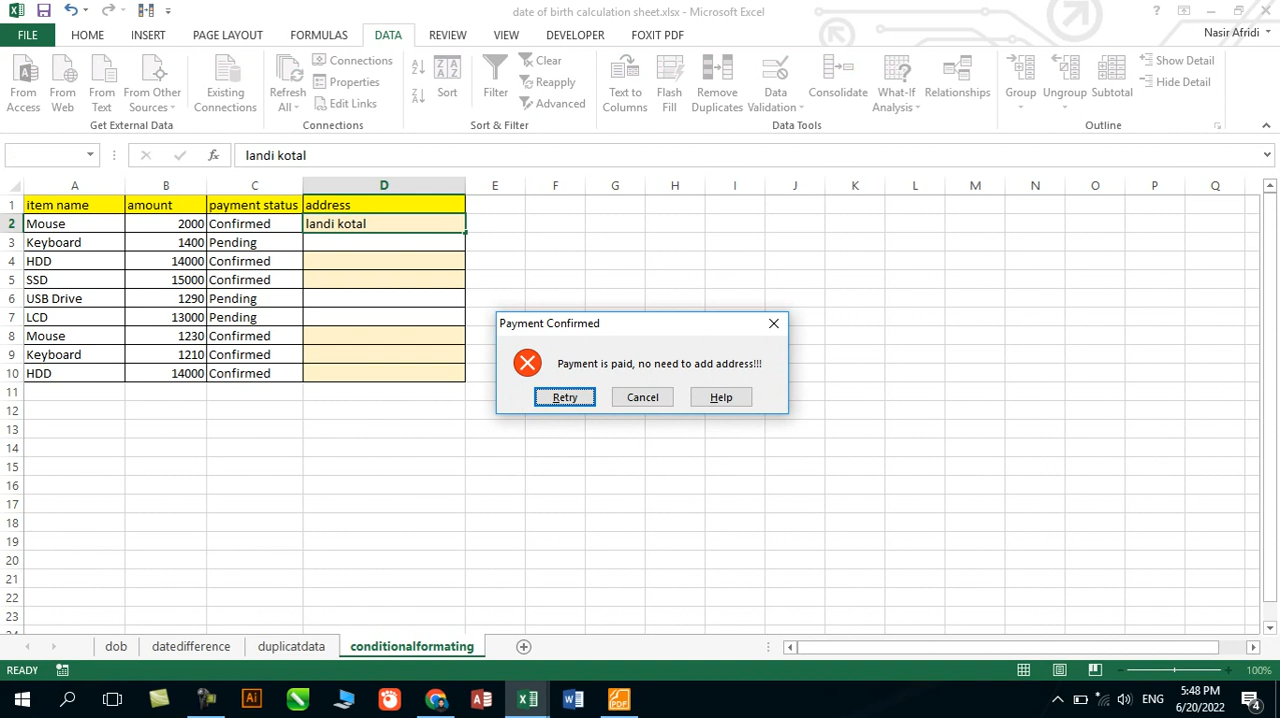 date of birth calculation sheet.xlsx - Microsoft Excel
FILE HOME INSERT PAGE LAYOUT FORMULAS DATA REVIEW VIEW DEVELOPER FOXIT PDF Nasir Afridi
From Access
From Web
From Text
From Other Sources
Get External Data
Existing Connections
Refresh All
Connections
Properties
Edit Links
Connections
Sort
Filter
Clear
Reapply
Advanced
Sort & Filter
Text to Columns
Flash Fill
Remove Duplicates
Data Validation
Consolidate
What-If Analysis
Relationships
Data Tools
Group
Ungroup
Subtotal
Show Detail
Hide Detail
Outline
fx landi kotal
A B C D E F G H I J K L M N O P Q
1 item name amount payment status address
2 Mouse 2000 Confirmed landi kotal
3 Keyboard 1400 Pending
4 HDD 14000 Confirmed
5 SSD 15000 Confirmed
6 USB Drive 1290 Pending
7 LCD 13000 Pending
8 Mouse 1230 Confirmed
9 Keyboard 1210 Confirmed
10 HDD 14000 Confirmed
11
12
13
14
15
16
17
18
19
20
21
22
23
Payment Confirmed
Payment is paid, no need to add address!!!
Retry Cancel Help
dob datedifference duplicatdata conditionalformating
READY 100%
Ai PDF ENG 5:48 PM
6/20/2022 4